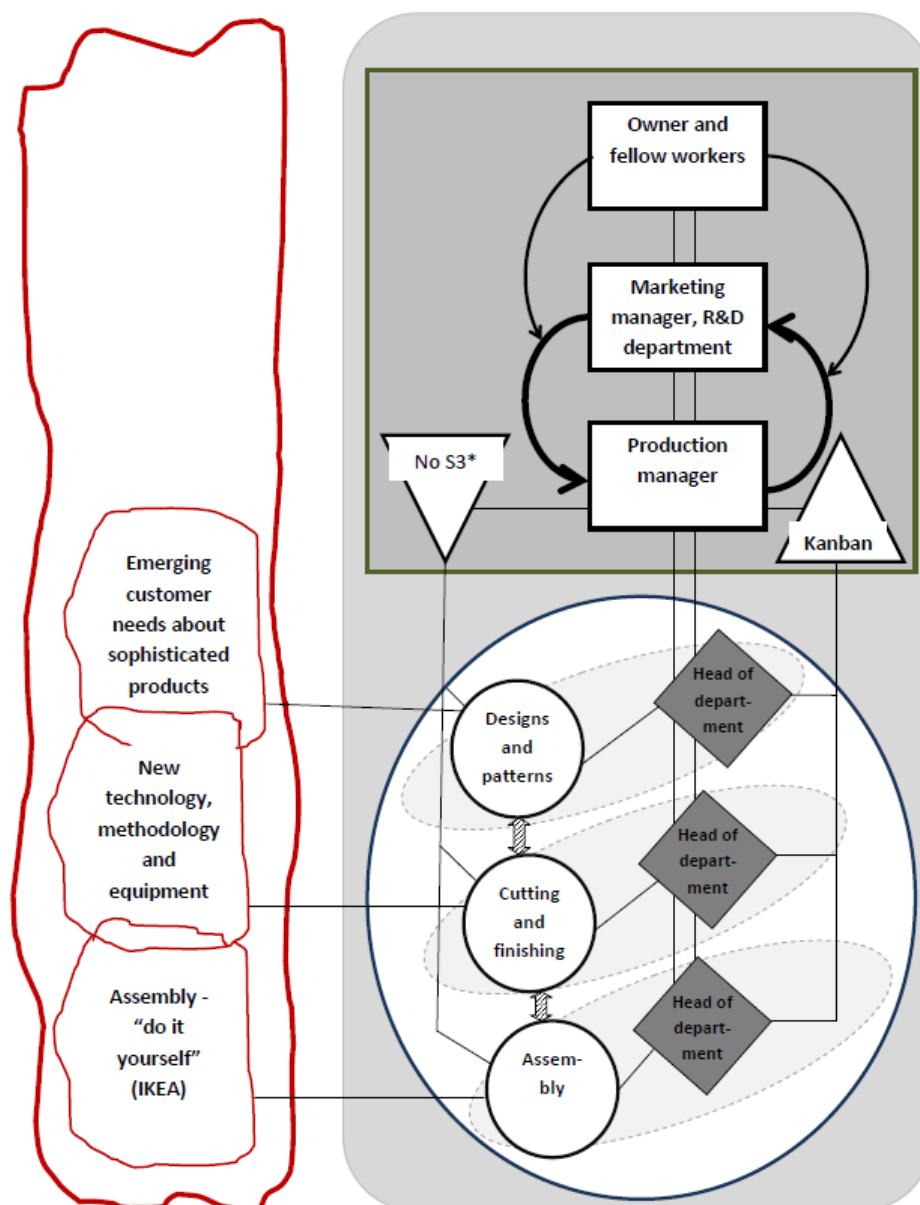 Owner and
fellow workers
Marketing
manager, R&D
department
Production
manager
No S3*
Kanban
Emerging
customer
needs about
sophisticated
products
New
technology,
methodology
and
equipment
Assembly -
“do it
yourself”
(IKEA)
Designs
and
patterns
Head of
depart-
ment
Cutting
and
finishing
Head of
depart-
ment
Assem-
bly
Head of
depart-
ment